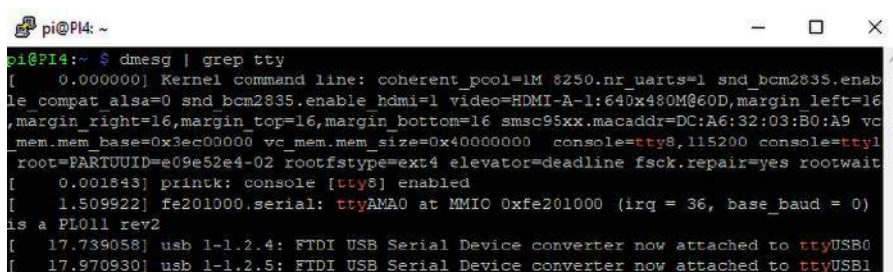 pi@PI4: ~
pi@PI4:~ $ dmesg | grep tty
[    0.000000] Kernel command line: coherent_pool=1M 8250.nr_uarts=1 snd_bcm2835.enab
le_compat_alsa=0 snd_bcm2835.enable_hdmi=1 video=HDMI-A-1:640x480M@60D,margin_left=16
,margin_right=16,margin_top=16,margin_bottom=16 smsc95xx.macaddr=DC:A6:32:03:B0:A9 vc
_mem.mem_base=0x3ec00000 vc_mem.mem_size=0x40000000  console=tty8,115200 console=tty1
 root=PARTUUID=e09e52e4-02 rootfstype=ext4 elevator=deadline fsck.repair=yes rootwait
[    0.001843] printk: console [tty8] enabled
[    1.509922] fe201000.serial: ttyAMA0 at MMIO 0xfe201000 (irq = 36, base_baud = 0)
is a PL011 rev2
[   17.739058] usb 1-1.2.4: FTDI USB Serial Device converter now attached to ttyUSB0
[   17.970930] usb 1-1.2.5: FTDI USB Serial Device converter now attached to ttyUSB1